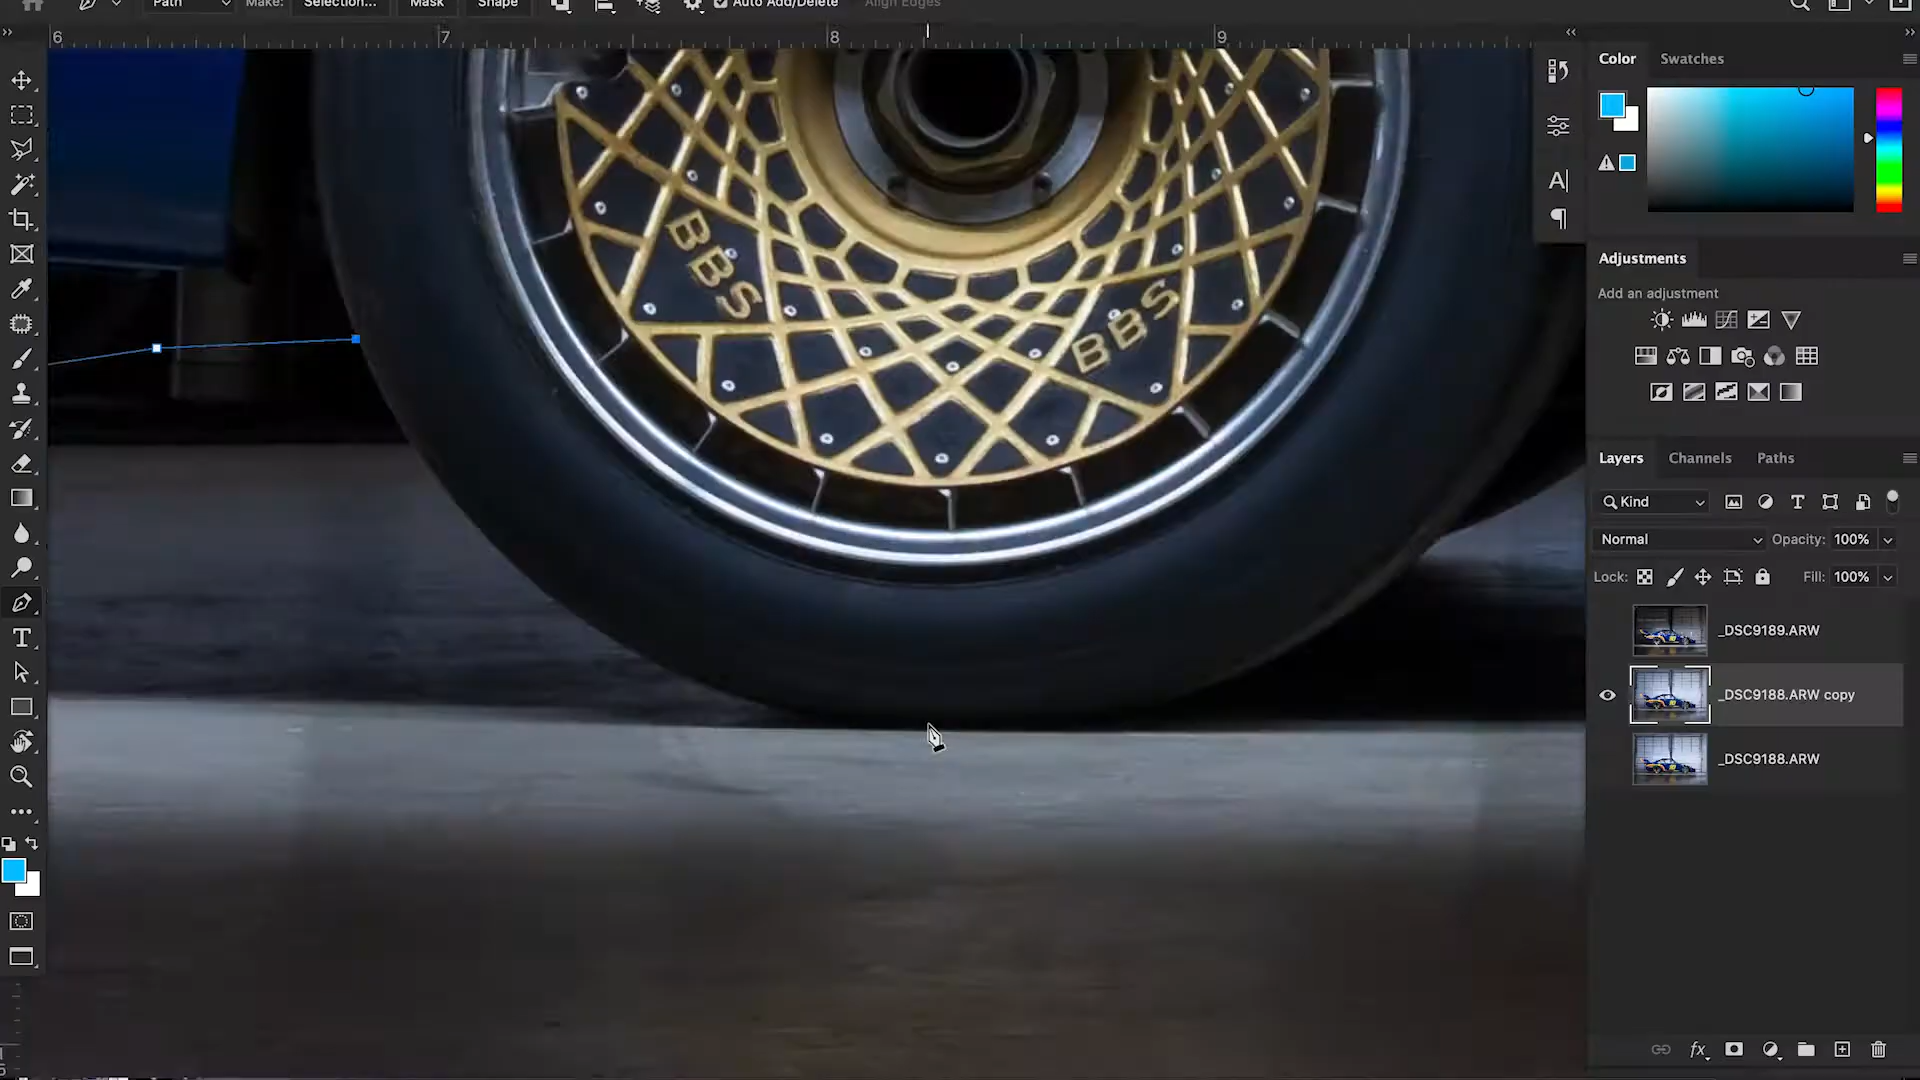 Path
Make:
Selection...
Mask
Shape
Auto Add/Delete
Align Edges
6
7
8
9
Color
Swatches
Adjustments
Add an adjustment
Layers
Channels
Paths
Kind
Normal
Opacity: 100%
Lock:
Fill: 100%
_DSC9189.ARW
_DSC9188.ARW copy
_DSC9188.ARW
BBS
BBS